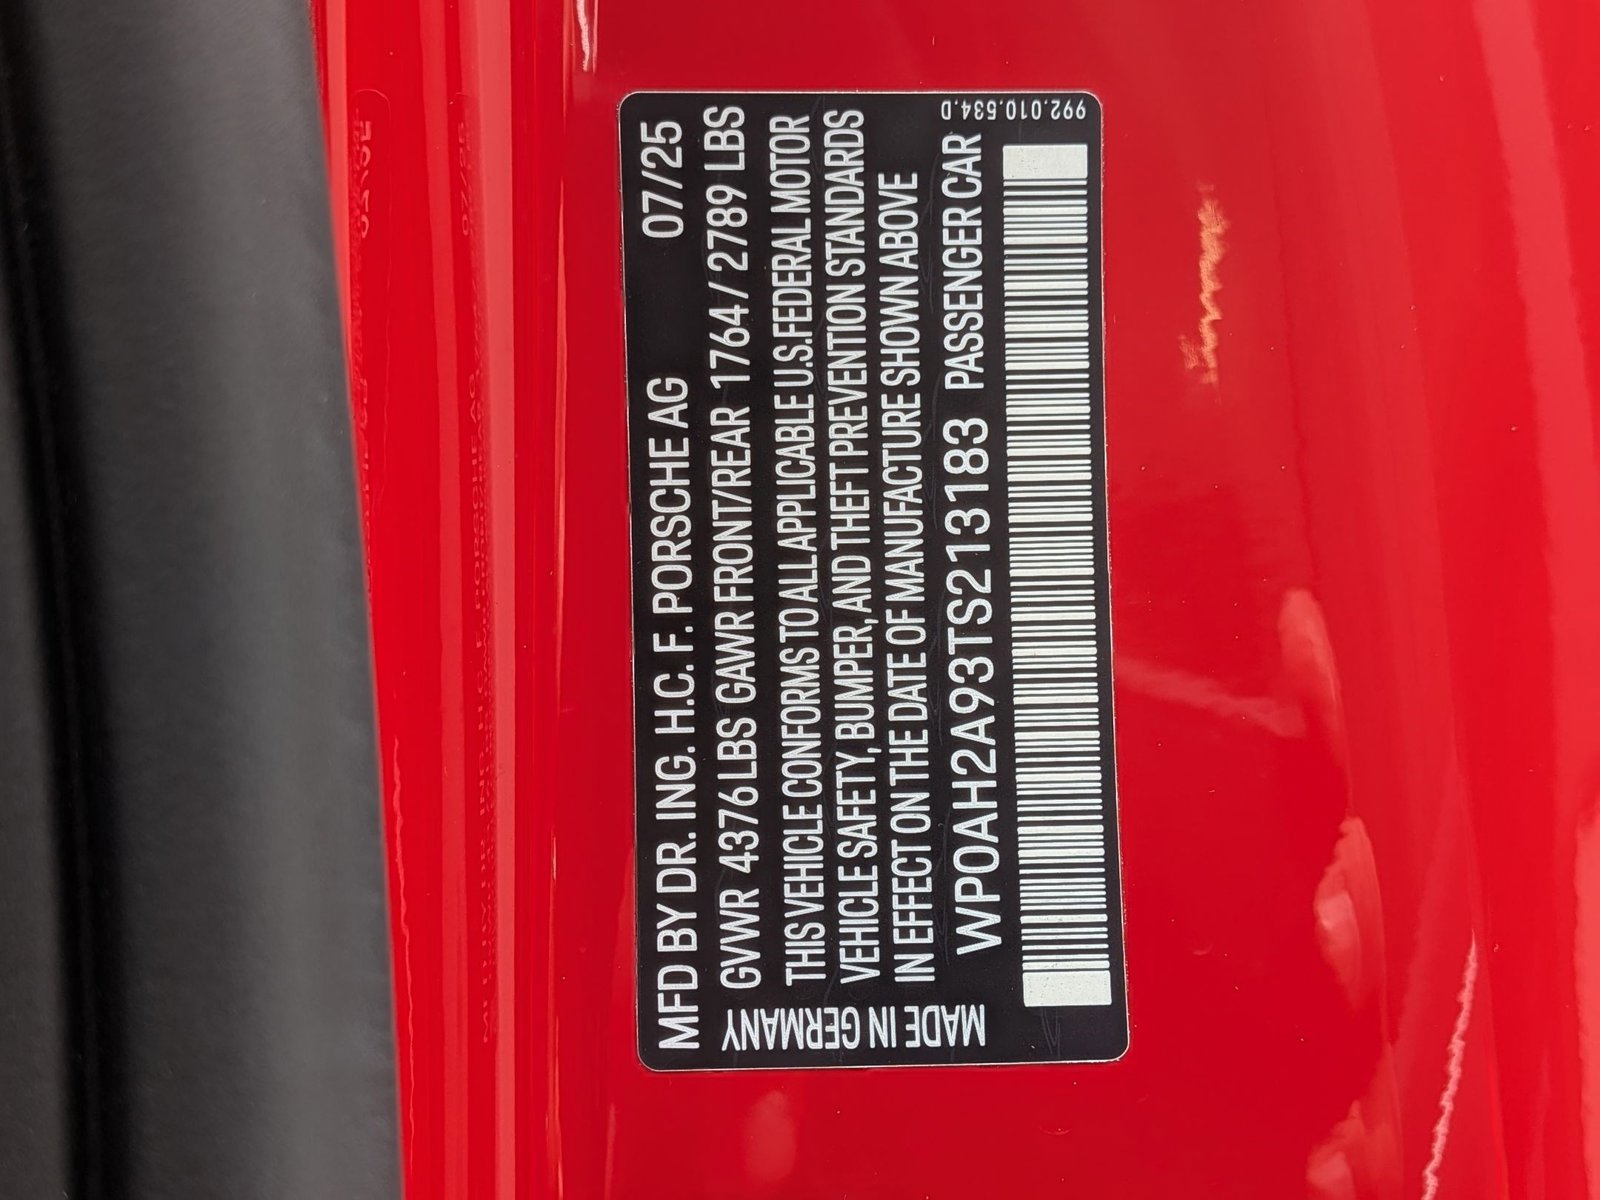 MFD BY DR. ING. H.C. F. PORSCHE AG 07/25
GVWR 4376 LBS GAWR FRONT/REAR 1764 / 2789 LBS
THIS VEHICLE CONFORMS TO ALL APPLICABLE U.S.FEDERAL MOTOR
VEHICLE SAFETY, BUMPER, AND THEFT PREVENTION STANDARDS
IN EFFECT ON THE DATE OF MANUFACTURE SHOWN ABOVE
WP0AH2A93TS213183 PASSENGER CAR
MADE IN GERMANY
992.010.534.D